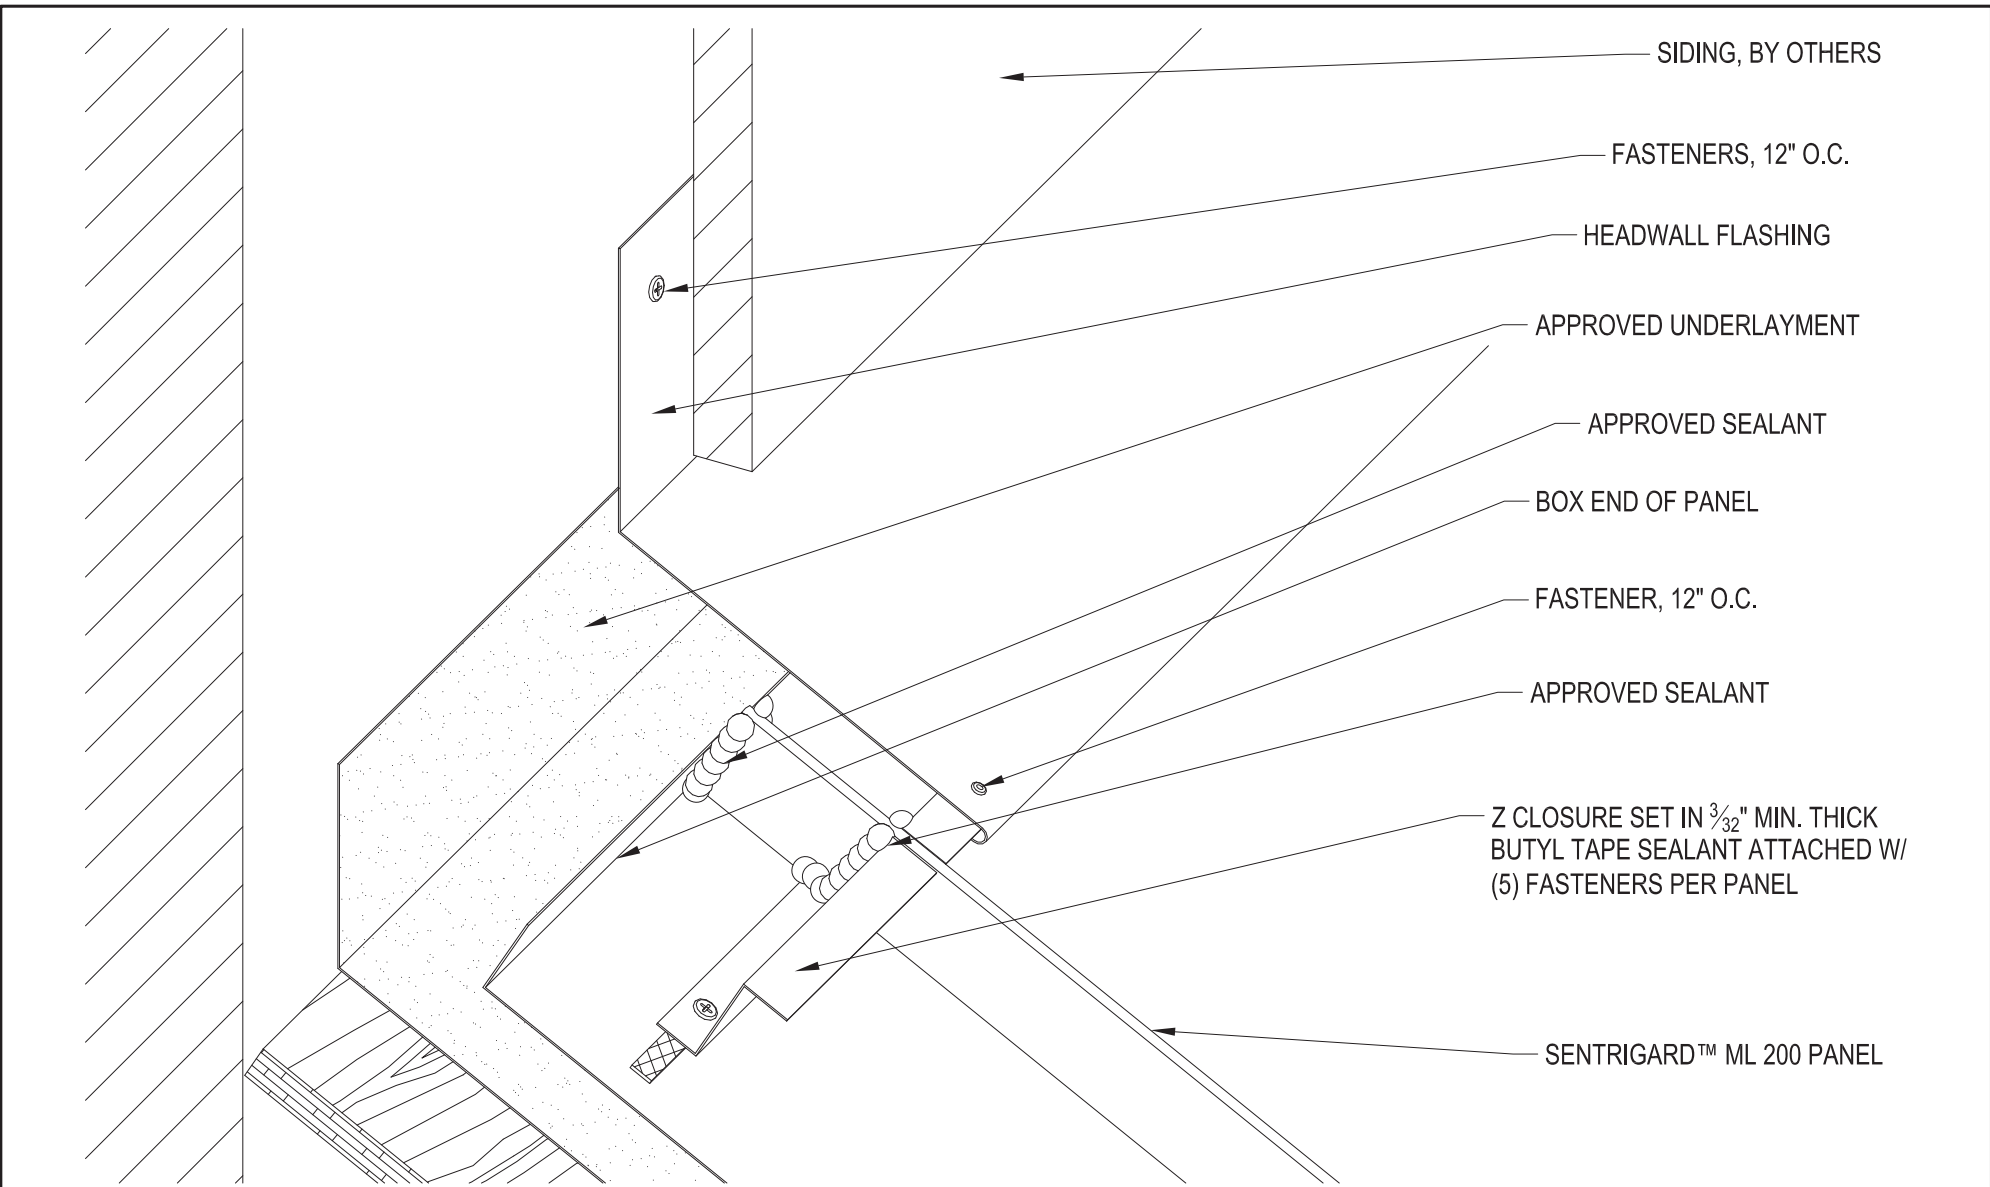 SIDING, BY OTHERS
FASTENERS, 12" O.C.
HEADWALL FLASHING
APPROVED UNDERLAYMENT
APPROVED SEALANT
BOX END OF PANEL
FASTENER, 12" O.C.
APPROVED SEALANT
Z CLOSURE SET IN 3⁄32" MIN. THICK
BUTYL TAPE SEALANT ATTACHED W/
(5) FASTENERS PER PANEL
SENTRIGARD™ ML 200 PANEL